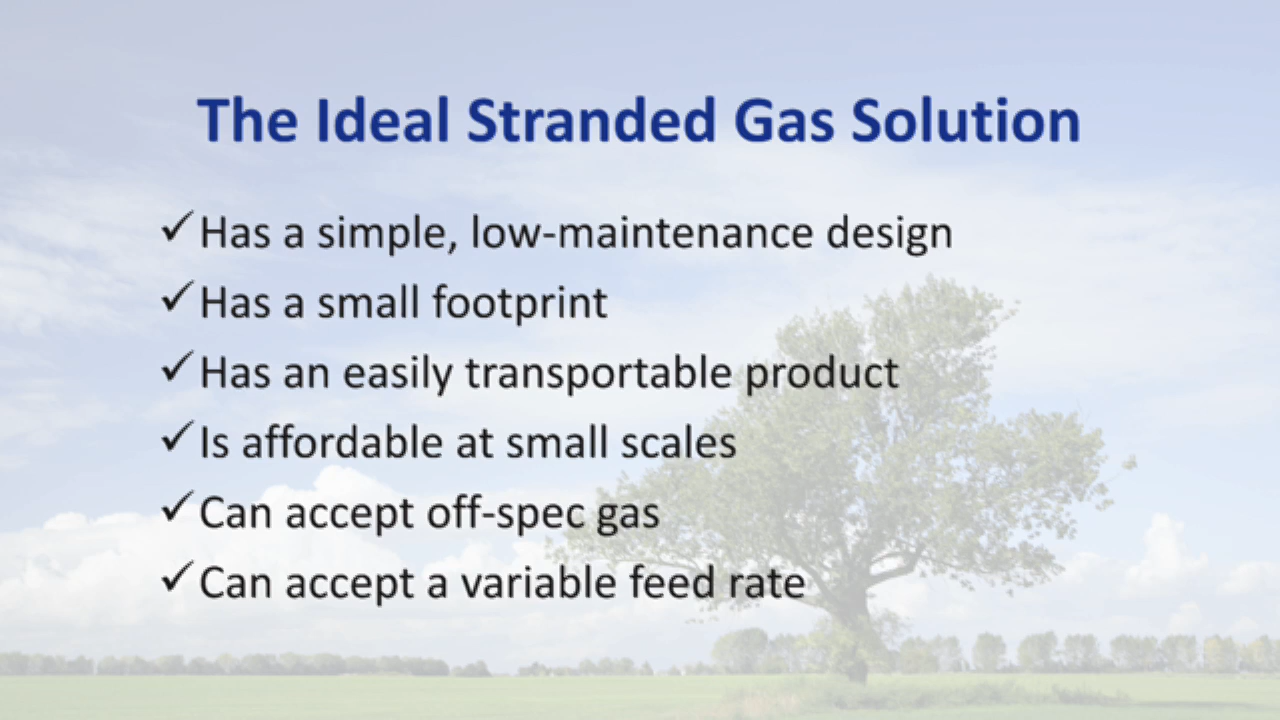 The Ideal Stranded Gas Solution
✓Has a simple, low-maintenance design
✓Has a small footprint
✓Has an easily transportable product
✓Is affordable at small scales
✓Can accept off-spec gas
✓Can accept a variable feed rate